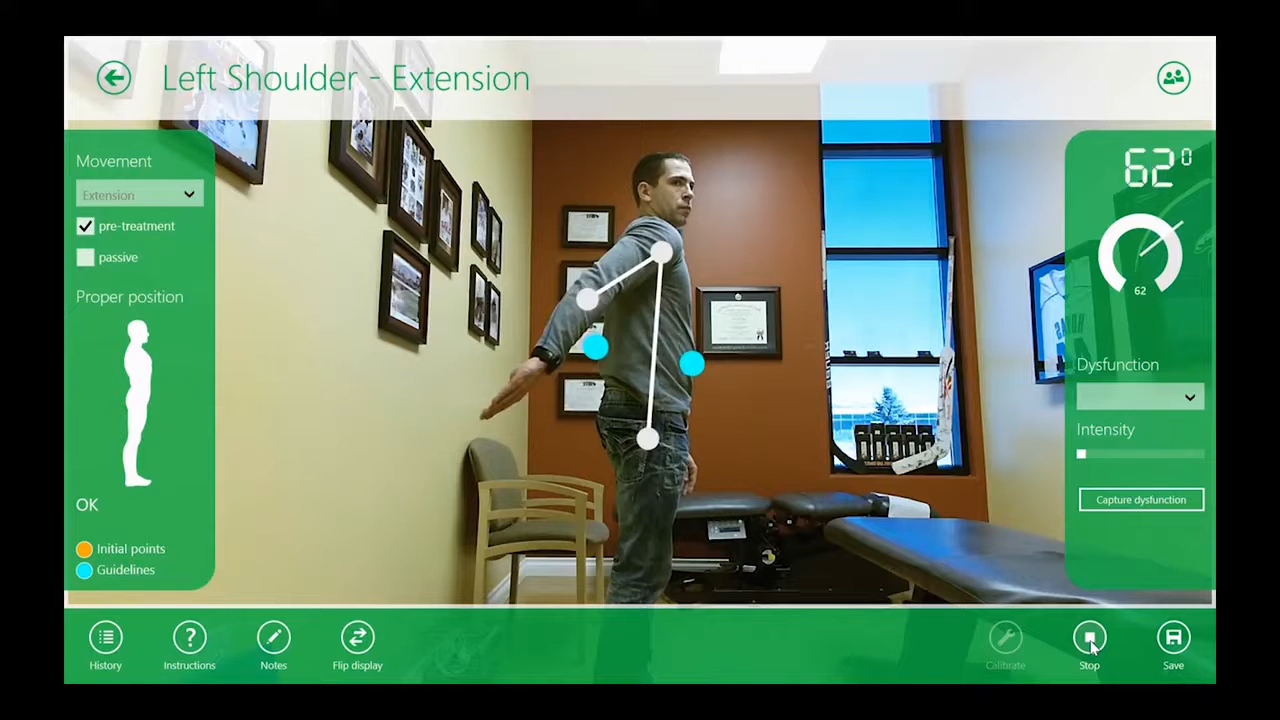 Left Shoulder - Extension
Movement
Extension
pre-treatment
passive
Proper position
OK
Initial points
Guidelines
62°
62
Dysfunction
Intensity
Capture dysfunction
History
Instructions
Notes
Flip display
Calibrate
Stop
Save